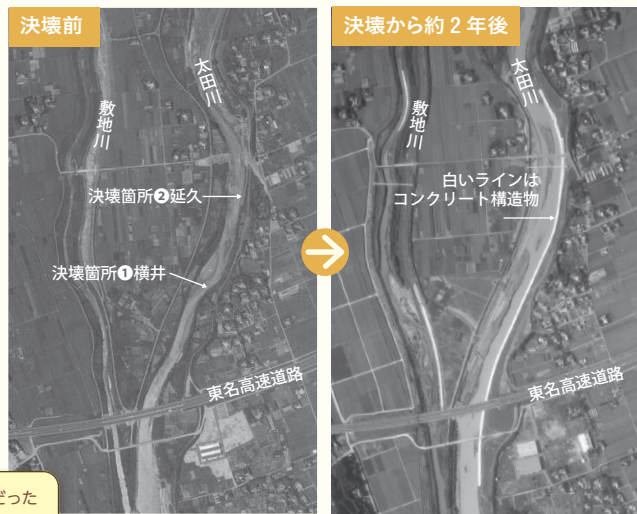 決壊前
太田川
敷地川
決壊箇所❷延久
決壊箇所❶横井
東名高速道路
だった
決壊から約2年後
太田川
敷地川
白いラインは
コンクリート構造物
東名高速道路